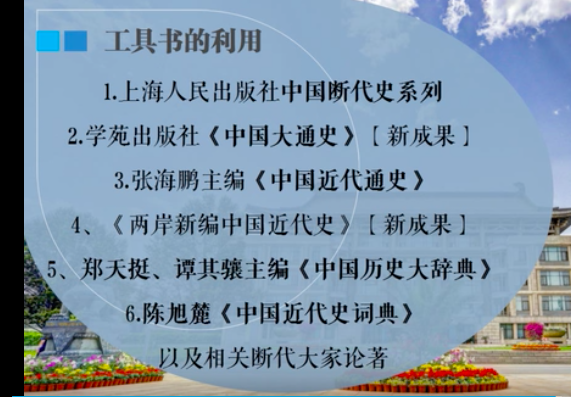 工具书的利用
1.上海人民出版社中国断代史系列
2.学苑出版社《中国大通史》【新成果】
3.张海鹏主编《中国近代通史》
4、《两岸新编中国近代史》【新成果】
5、郑天挺、谭其骧主编《中国历史大辞典》
6.陈旭麓《中国近代史词典》
以及相关断代大家论著